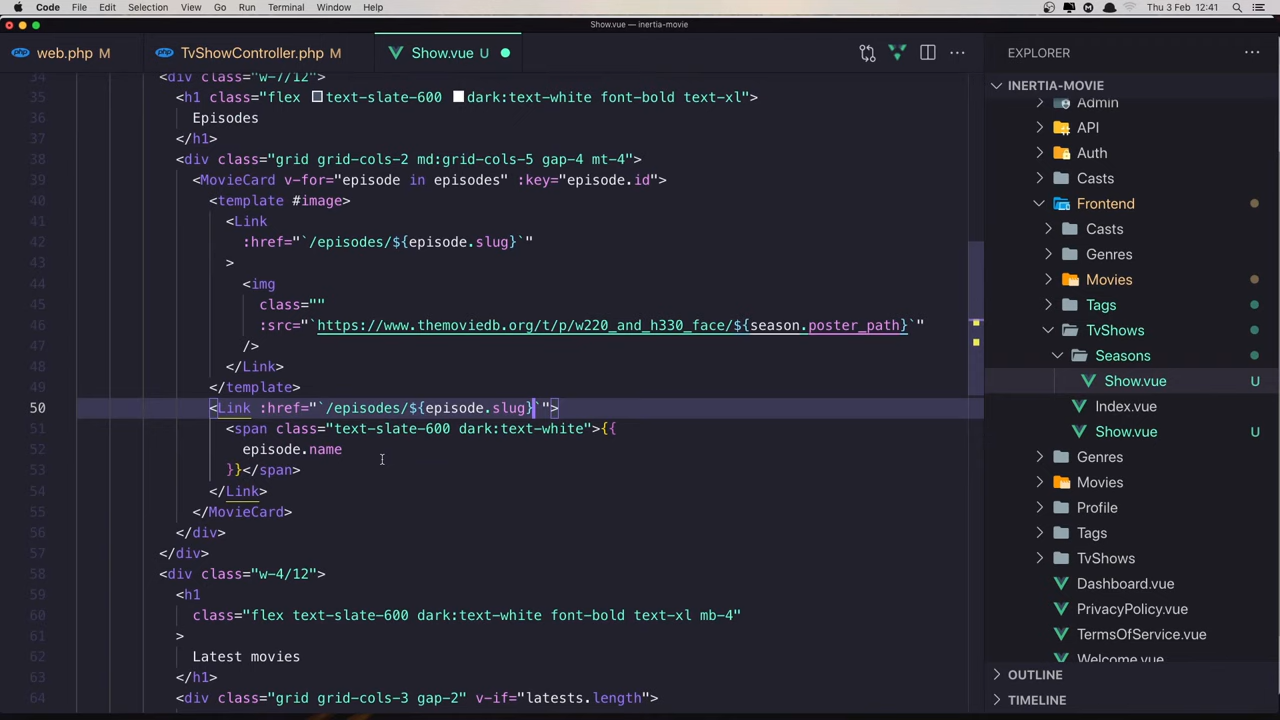 Code File Edit Selection View Go Run Terminal Window Help Thu 3 Feb 12:41
Show.vue — inertia-movie
web.php M TvShowController.php M Show.vue U
EXPLORER
INERTIA-MOVIE
Admin
API
Auth
Casts
Frontend
Casts
Genres
Movies
Tags
TvShows
Seasons
Show.vue U
Index.vue
Show.vue U
Genres
Movies
Profile
Tags
TvShows
Dashboard.vue
PrivacyPolicy.vue
TermsOfService.vue
Welcome.vue
OUTLINE
TIMELINE
34 <div class="w-7/12">
35 <h1 class="flex text-slate-600 dark:text-white font-bold text-xl">
36 Episodes
37 </h1>
38 <div class="grid grid-cols-2 md:grid-cols-5 gap-4 mt-4">
39 <MovieCard v-for="episode in episodes" :key="episode.id">
40 <template #image>
41 <Link
42 :href="`/episodes/${episode.slug}`"
43 >
44 <img
45 class=""
46 :src="`https://www.themoviedb.org/t/p/w220_and_h330_face/${season.poster_path}`"
47 />
48 </Link>
49 </template>
50 <Link :href="`/episodes/${episode.slug}`">
51 <span class="text-slate-600 dark:text-white">{{
52 episode.name
53 }}</span>
54 </Link>
55 </MovieCard>
56 </div>
57 </div>
58 <div class="w-4/12">
59 <h1
60 class="flex text-slate-600 dark:text-white font-bold text-xl mb-4"
61 >
62 Latest movies
63 </h1>
64 <div class="grid grid-cols-3 gap-2" v-if="latests.length">